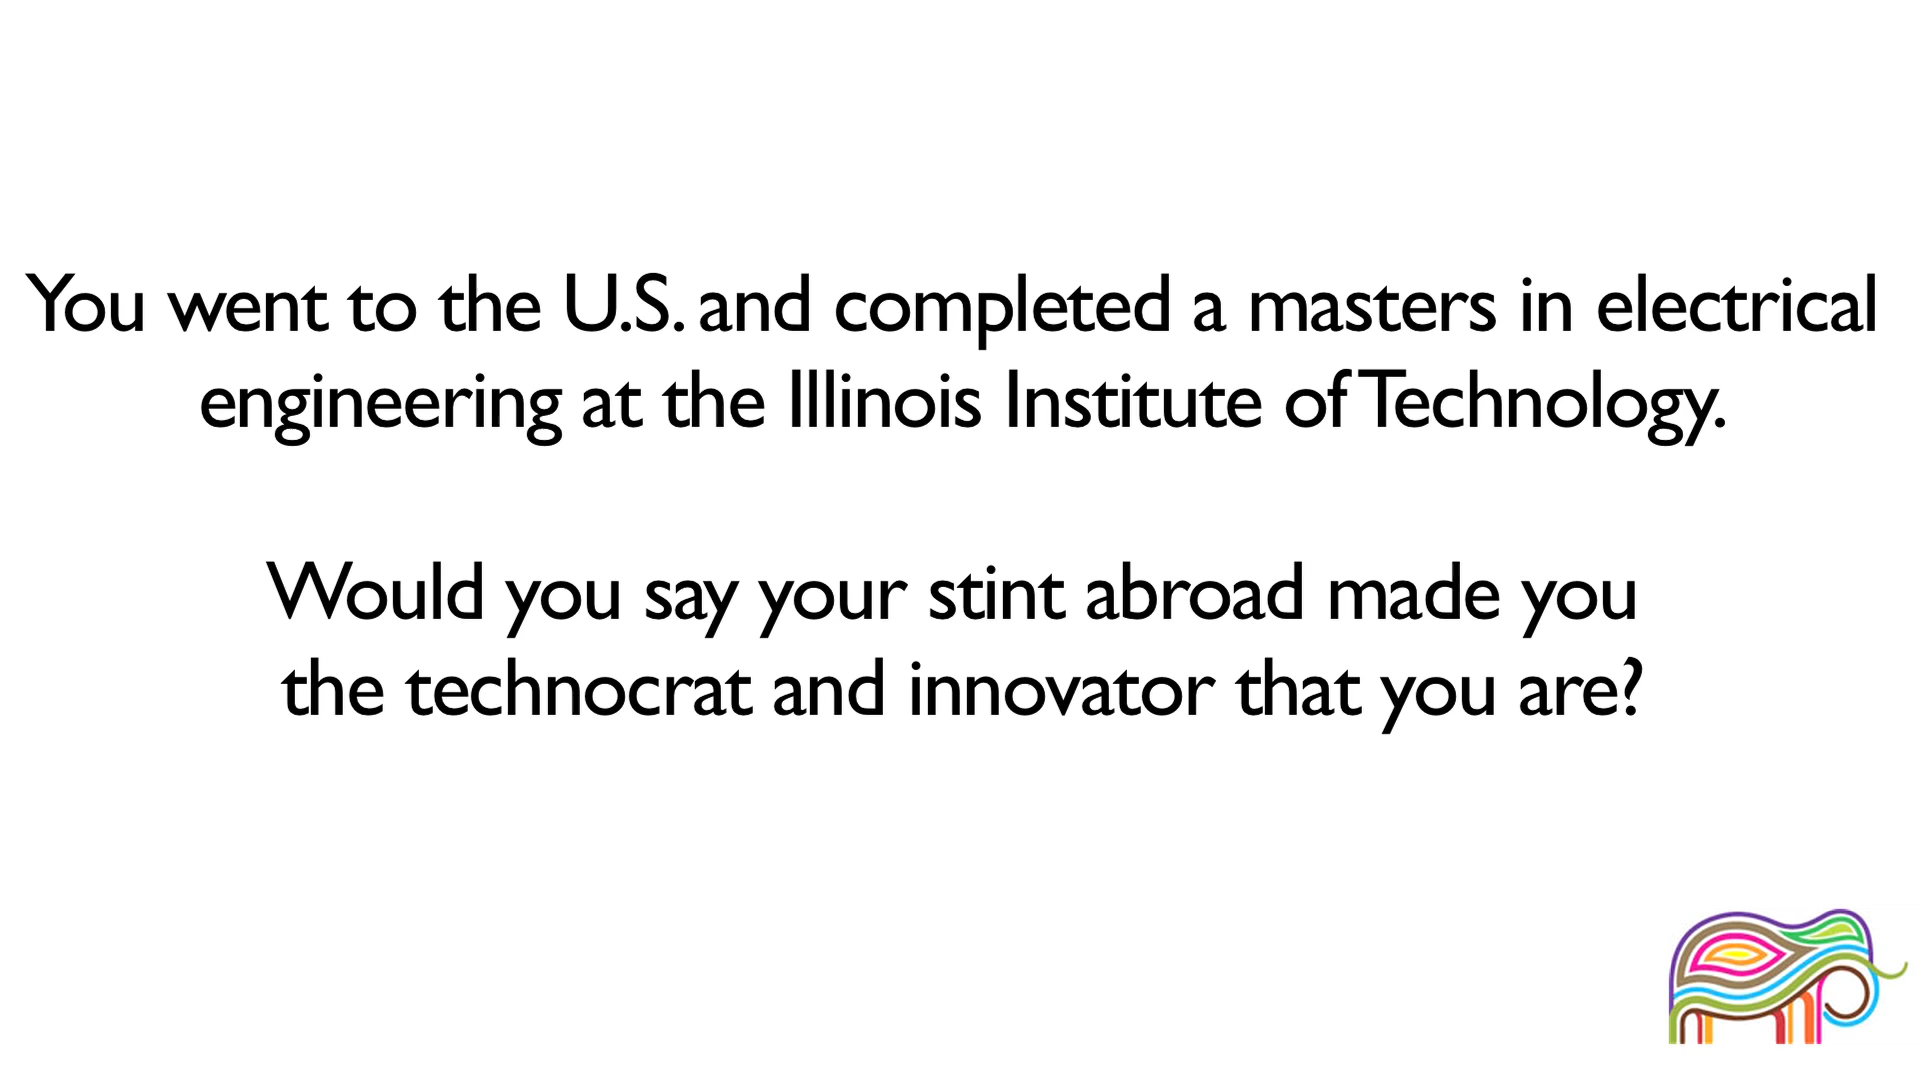 You went to the U.S. and completed a masters in electrical
engineering at the Illinois Institute of Technology.
Would you say your stint abroad made you
the technocrat and innovator that you are?